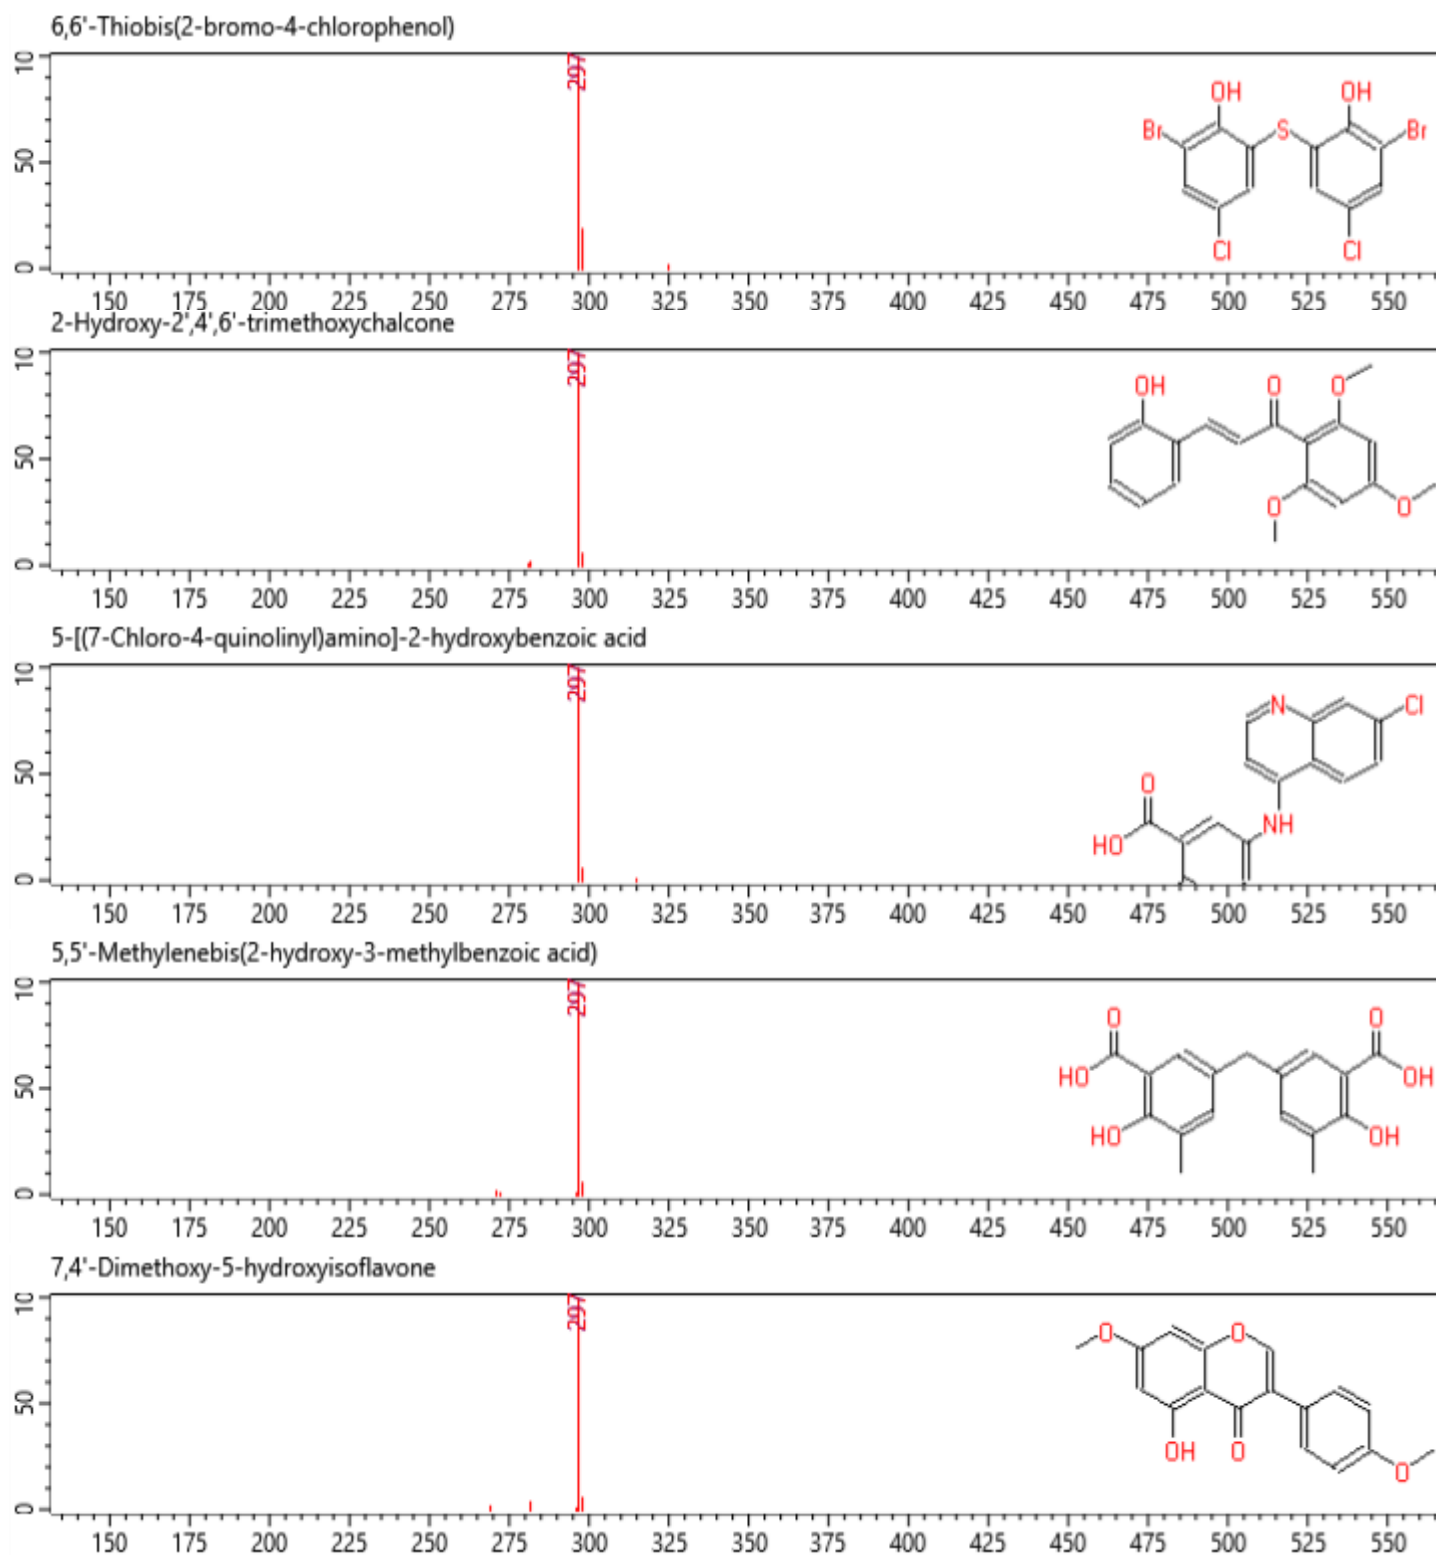 6,6'-Thiobis(2-bromo-4-chlorophenol)
10
50
0
297
OH OH
Br S Br
Cl Cl
150 175 200 225 250 275 300 325 350 375 400 425 450 475 500 525 550
2-Hydroxy-2',4',6'-trimethoxychalcone
10
50
0
297
OH O O
O O
150 175 200 225 250 275 300 325 350 375 400 425 450 475 500 525 550
5-[(7-Chloro-4-quinolinyl)amino]-2-hydroxybenzoic acid
10
50
0
297
N Cl
O
HO NH
150 175 200 225 250 275 300 325 350 375 400 425 450 475 500 525 550
5,5'-Methylenebis(2-hydroxy-3-methylbenzoic acid)
10
50
0
297
O O
HO OH
HO OH
150 175 200 225 250 275 300 325 350 375 400 425 450 475 500 525 550
7,4'-Dimethoxy-5-hydroxyisoflavone
10
50
0
297
O O
OH O O
150 175 200 225 250 275 300 325 350 375 400 425 450 475 500 525 550